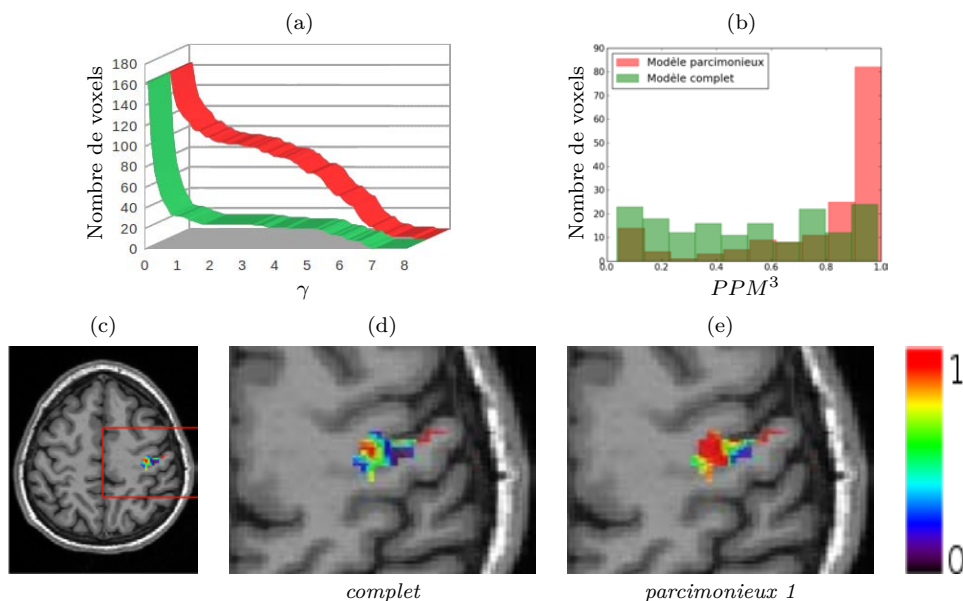 (a)
Nombre de voxels
180
160
140
120
100
80
60
40
20
0
0 1 2 3 4 5 6 7 8
γ
(b)
Nombre de voxels
90
80
70
60
50
40
30
20
10
0
Modèle parcimonieux
Modèle complet
0.0 0.2 0.4 0.6 0.8 1.0
PPM³
(c)
(d)
(e)
1
0
complet
parcimonieux 1